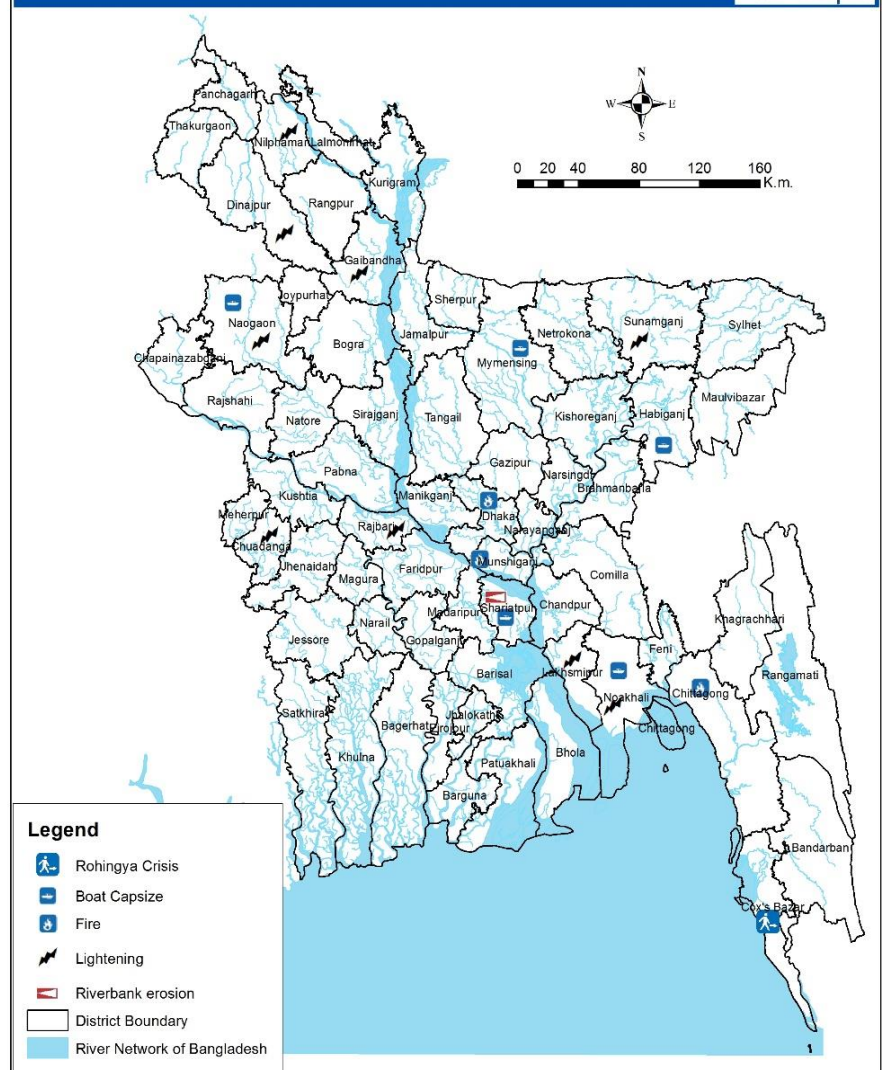 N
W E
S
0 20 40 80 120 160
K.m.
Panchagarh
Thakurgaon
Nilphamari
Lalmonirhat
Kurigram
Dinajpur
Rangpur
Gaibandha
Joypurhat
Sherpur
Naogaon
Bogra
Jamalpur
Mymensing
Netrokona
Sunamganj
Sylhet
Chapainazabganj
Rajshahi
Natore
Sirajganj
Tangail
Kishoreganj
Habiganj
Maulvibazar
Pabna
Gazipur
Narsingdi
Kushtia
Manikganj
Brahmanbaria
Meherpur
Dhaka
Rajbari
Narayanganj
Chuadanga
Jhenaidah
Magura
Faridpur
Munshiganj
Comilla
Madaripur
Shariatpur
Chandpur
Khagrachhari
Narail
Jessore
Gopalganj
Feni
Barisal
Lakhsmipur
Rangamati
Noakhali
Chittagong
Satkhira
Bagerhat
Jhalokathi
Pirojpur
Chittagong
Khulna
Patuakhali
Bhola
Barguna
Bandarban
Cox's Bazar
Legend
Rohingya Crisis
Boat Capsize
Fire
Lightening
Riverbank erosion
District Boundary
River Network of Bangladesh
1